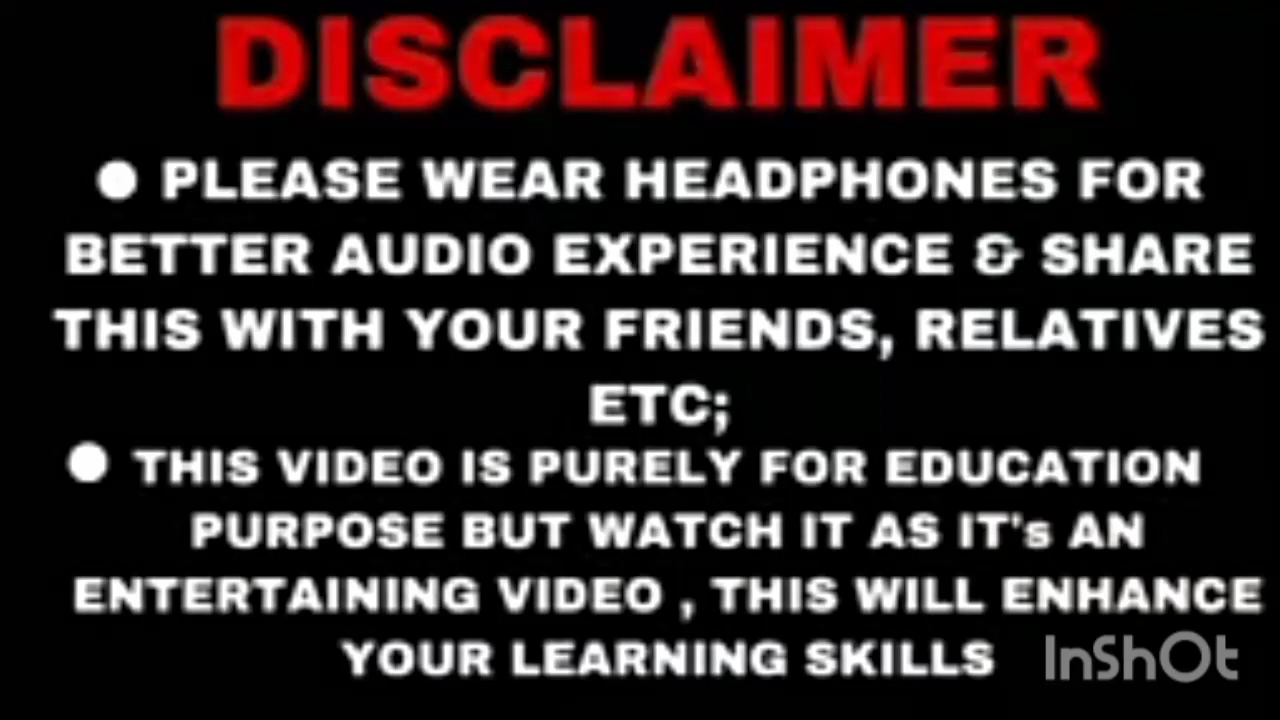 DISCLAIMER
● PLEASE WEAR HEADPHONES FOR
BETTER AUDIO EXPERIENCE & SHARE
THIS WITH YOUR FRIENDS, RELATIVES
ETC;
● THIS VIDEO IS PURELY FOR EDUCATION
PURPOSE BUT WATCH IT AS IT's AN
ENTERTAINING VIDEO , THIS WILL ENHANCE
YOUR LEARNING SKILLS
InShOt